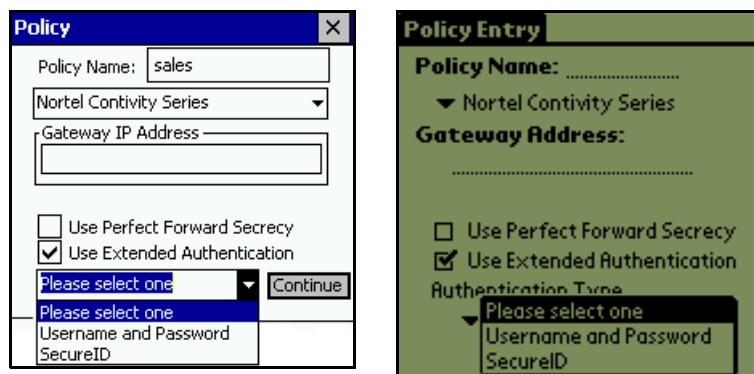 Policy
Policy Name: sales
Nortel Contivity Series
Gateway IP Address
Use Perfect Forward Secrecy
Use Extended Authentication
Please select one Continue
Please select one
Username and Password
SecureID
Policy Entry
Policy Name:
Nortel Contivity Series
Gateway Address:
Use Perfect Forward Secrecy
Use Extended Authentication
Authentication Type
Please select one
Username and Password
SecureID